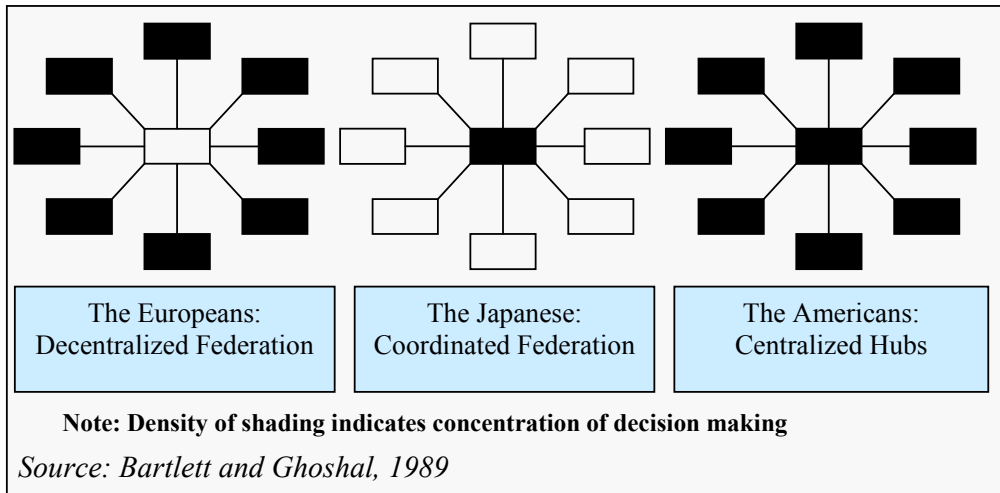 The Europeans:
Decentralized Federation
The Japanese:
Coordinated Federation
The Americans:
Centralized Hubs
Note: Density of shading indicates concentration of decision making
Source: Bartlett and Ghoshal, 1989